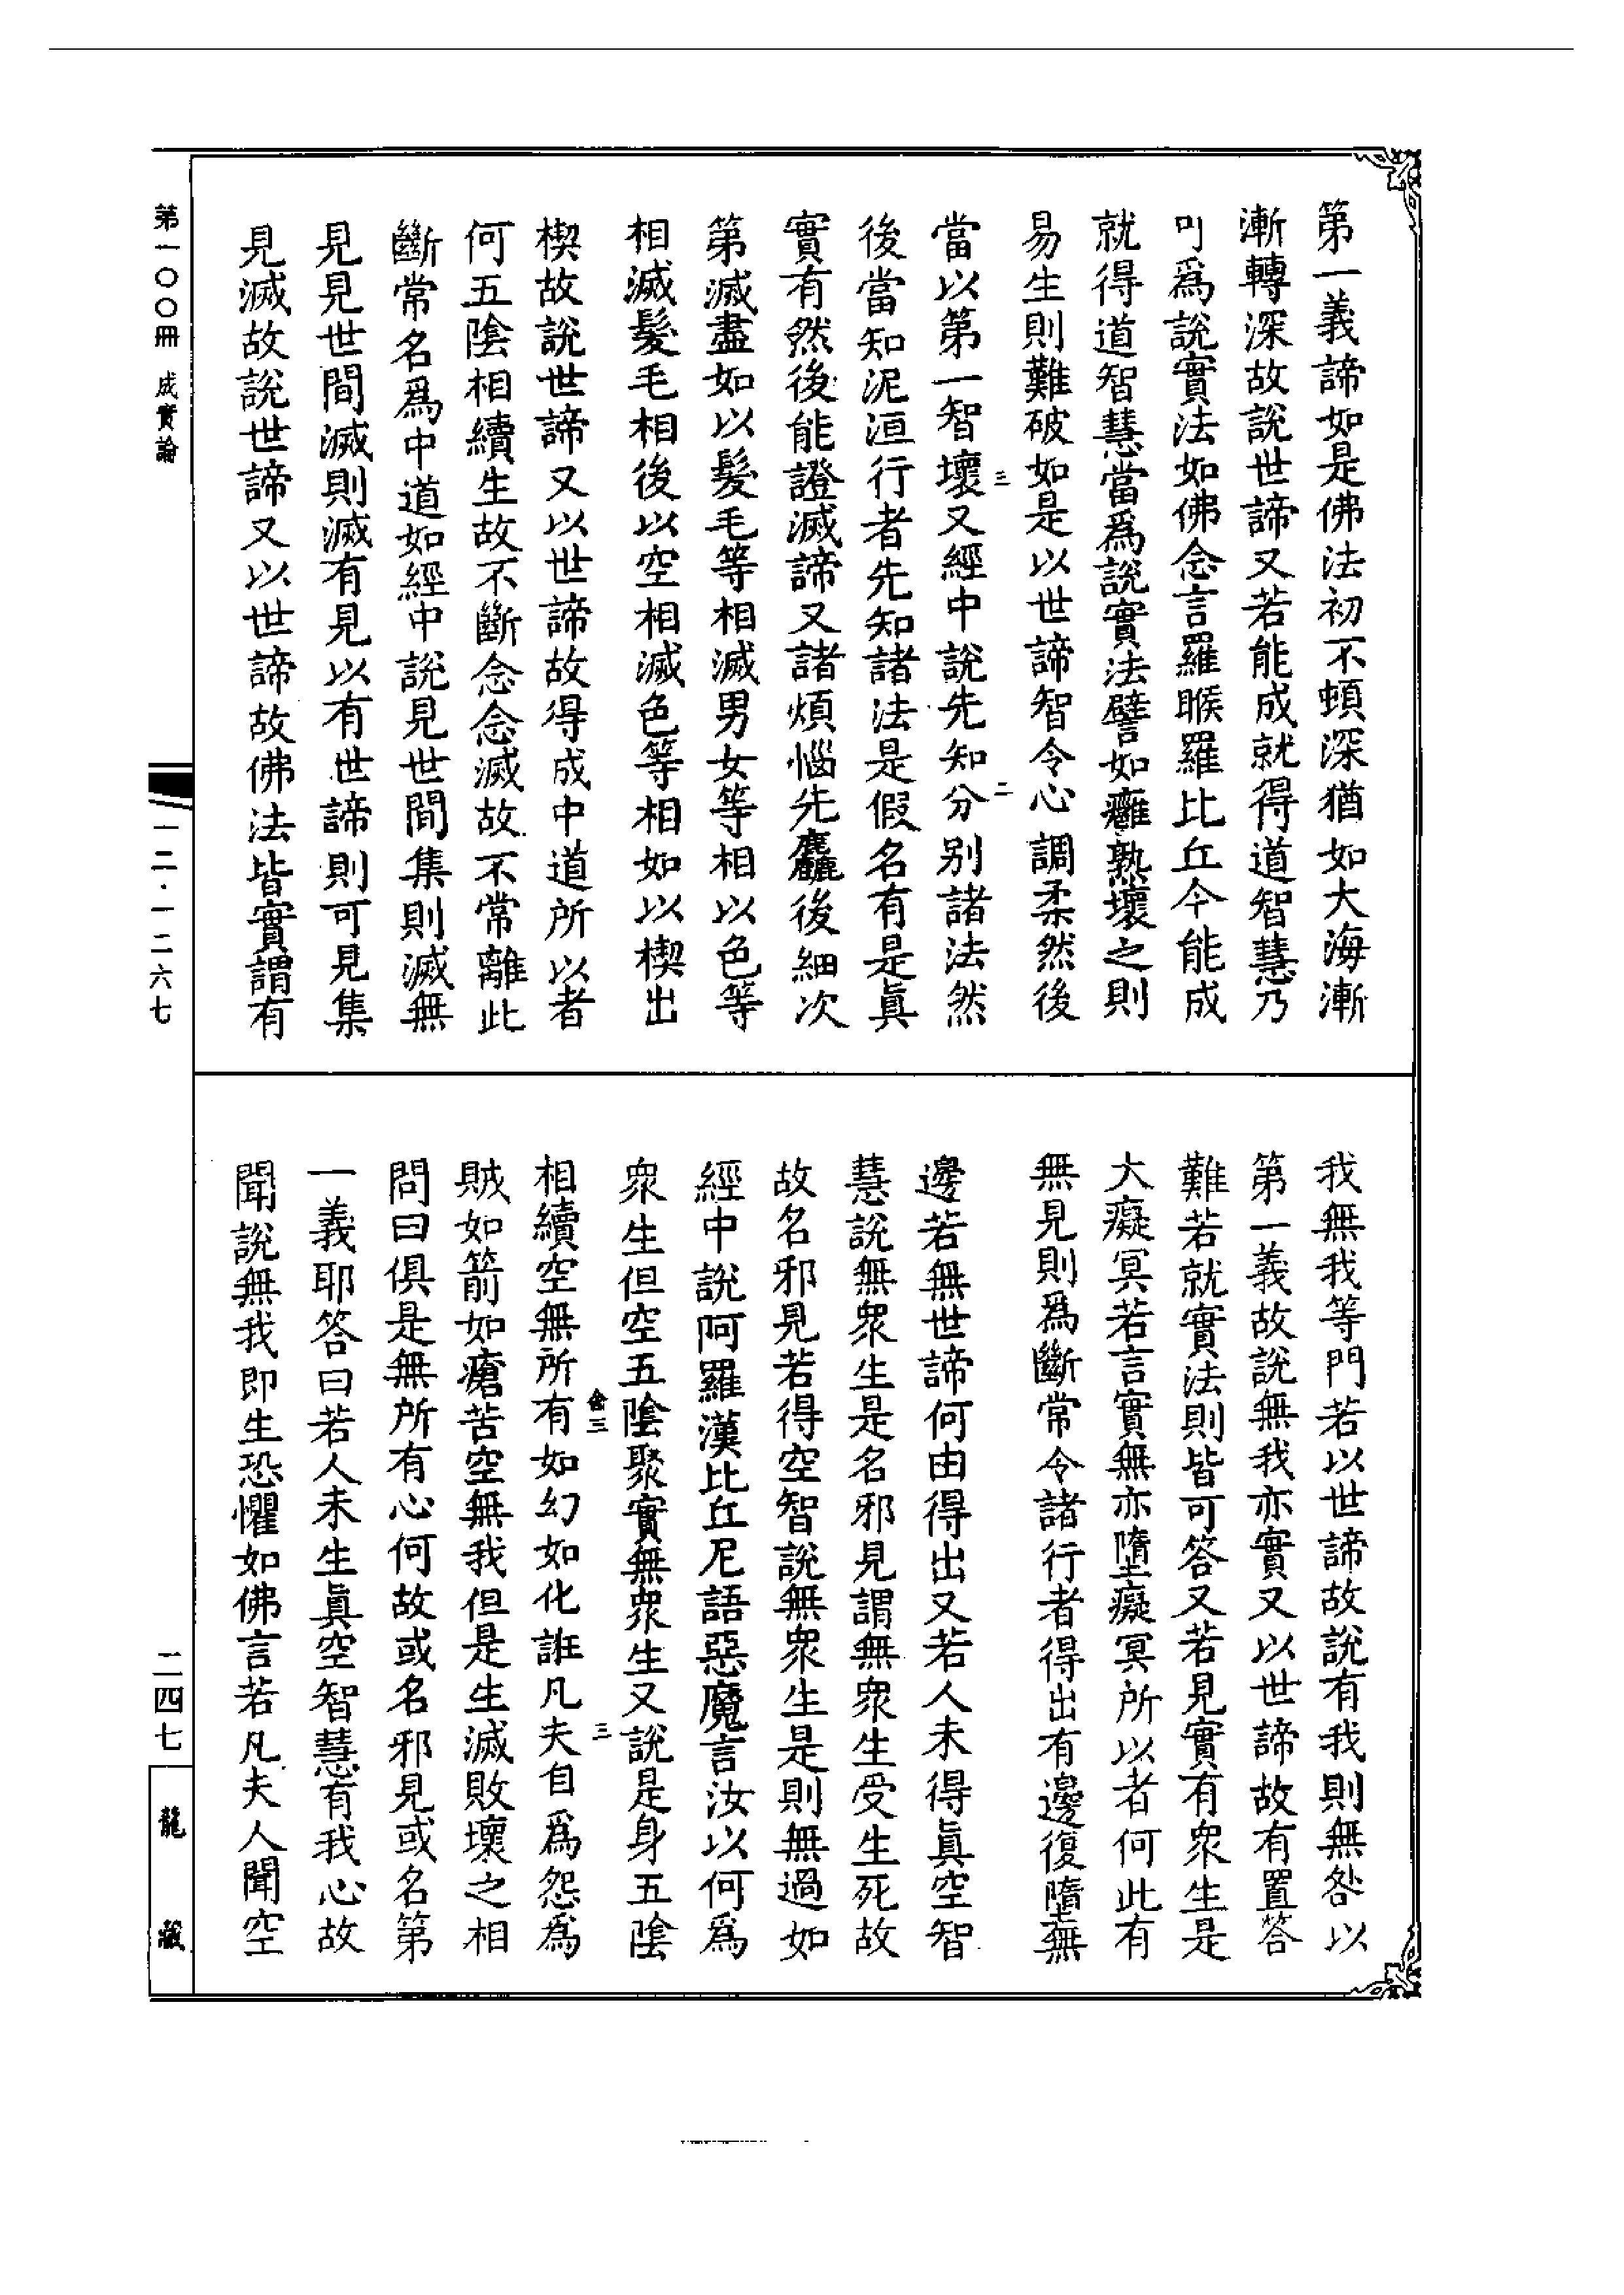 第一義諦如是佛法初不頓深猶如大海漸
漸轉深故說世諦又若能成就得道智慧乃
可爲說實法如佛念言羅睺羅比丘今能成
就得道智慧當爲說實法譬如癰熟壞之則
易生則難破如是以世諦智令心調柔然後
當以第一智壞又經中說先知分別諸法然
後當知泥洹行者先知諸法是假名有是眞
實有然後能證滅諦又諸煩惱先麤後細次
第滅盡如以髮毛等相滅男女等相以色等
相滅髮毛相後以空相滅色等相如以楔出
楔故說世諦又以世諦故得成中道所以者
何五陰相續生故不斷念念滅故不常離此
斷常名爲中道如經中說見世間集則滅無
見見世間滅則滅有見以有世諦則可見集
見滅故說世諦又以世諦故佛法皆實謂有
我無我等門若以世諦故說有我則無咎以
第一義故說無我亦實又以世諦故有置答
難若就實法則皆可答又若見實有衆生是
大癡冥若言實無亦墮癡冥所以者何此有
無見則爲斷常令諸行者得出有邊復墮無
邊若無世諦何由得出又若人未得眞空智
慧說無衆生是名邪見謂無衆生受生死故
故名邪見若得空智說無衆生是則無過如
經中說阿羅漢比丘尼語惡魔言汝以何爲
衆生但空五陰聚實無衆生又說是身五陰
相續空無所有如幻如化誑凡夫自爲怨爲
賊如箭如瘡苦空無我但是生滅敗壞之相
問曰俱是無所有心何故或名邪見或名第
一義耶答曰若人未生眞空智慧有我心故
聞說無我即生恐懼如佛言若凡夫人聞空
三
二
舍三
三
第一〇〇冊 成實論
一二·一二六七
二四七
龍藏